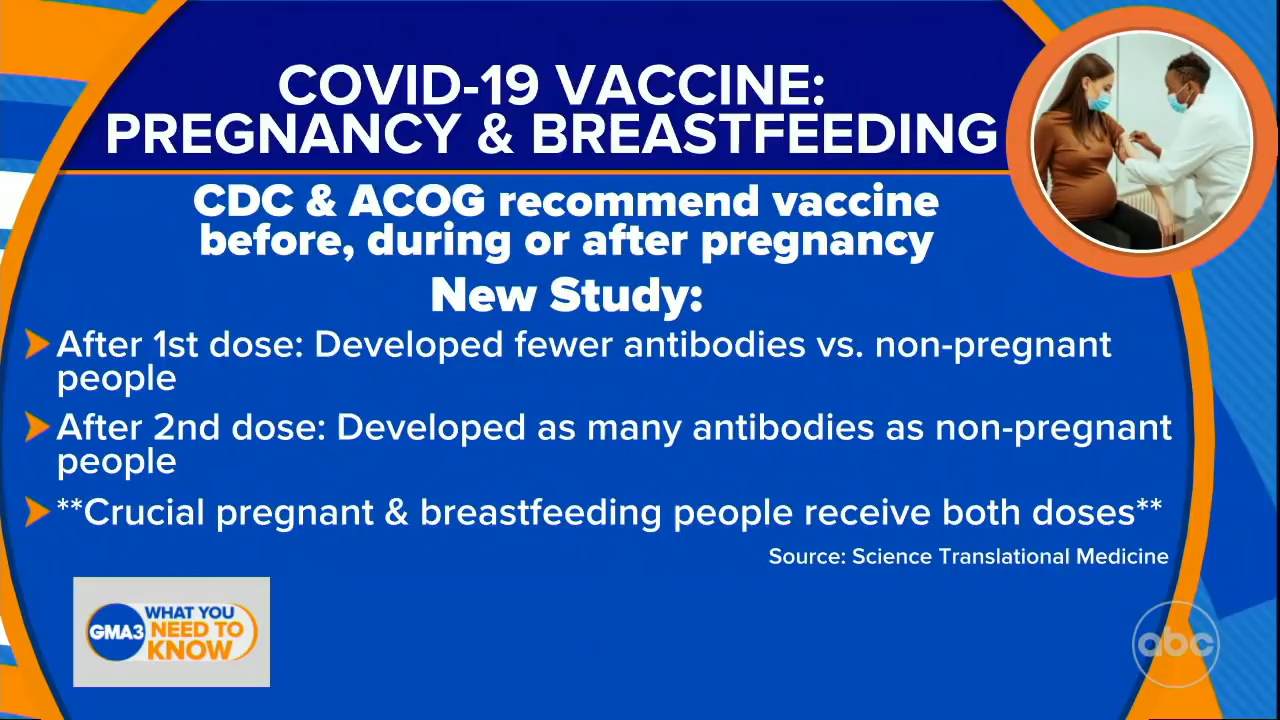 COVID-19 VACCINE:
PREGNANCY & BREASTFEEDING
CDC & ACOG recommend vaccine
before, during or after pregnancy
New Study:
After 1st dose: Developed fewer antibodies vs. non-pregnant
people
After 2nd dose: Developed as many antibodies as non-pregnant
people
**Crucial pregnant & breastfeeding people receive both doses**
Source: Science Translational Medicine
GMA3
WHAT YOU
NEED TO
KNOW
abc